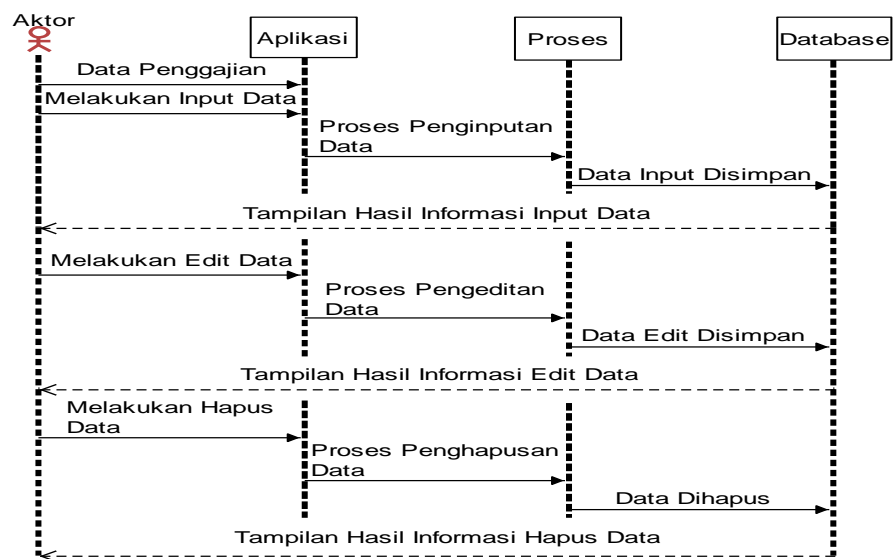 Aktor
Aplikasi
Proses
Database
Data Penggajian
Melakukan Input Data
Proses Penginputan
Data
Data Input Disimpan
Tampilan Hasil Informasi Input Data
Melakukan Edit Data
Proses Pengeditan
Data
Data Edit Disimpan
Tampilan Hasil Informasi Edit Data
Melakukan Hapus
Data
Proses Penghapusan
Data
Data Dihapus
Tampilan Hasil Informasi Hapus Data